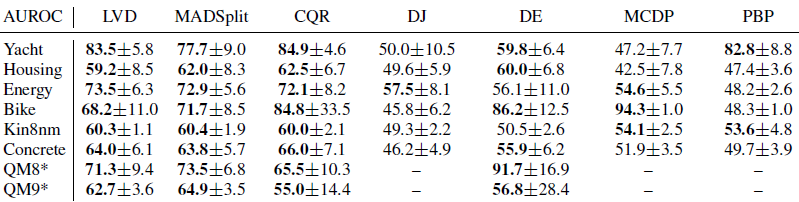 AUROC LVD MADSplit CQR DJ DE MCDP PBP
Yacht 83.5±5.8 77.7±9.0 84.9±4.6 50.0±10.5 59.8±6.4 47.2±7.7 82.8±8.8
Housing 59.2±8.5 62.0±8.3 62.5±6.7 49.6±5.9 60.0±6.8 42.5±7.8 47.4±3.6
Energy 73.5±6.3 72.9±5.6 72.1±8.2 57.5±8.1 56.1±11.0 54.6±5.5 48.2±2.6
Bike 68.2±11.0 71.7±8.5 84.8±33.5 45.8±6.2 86.2±12.5 94.3±1.0 48.3±1.0
Kin8nm 60.3±1.1 60.4±1.9 60.0±2.1 49.3±2.2 50.5±2.6 54.1±2.5 53.6±4.8
Concrete 64.0±6.1 63.8±5.7 66.0±7.1 46.2±4.9 55.9±6.2 51.9±3.5 49.7±3.9
QM8* 71.3±9.4 73.5±6.8 65.5±10.3 – 91.7±16.9 – –
QM9* 62.7±3.6 64.9±3.5 55.0±14.4 – 56.8±28.4 – –